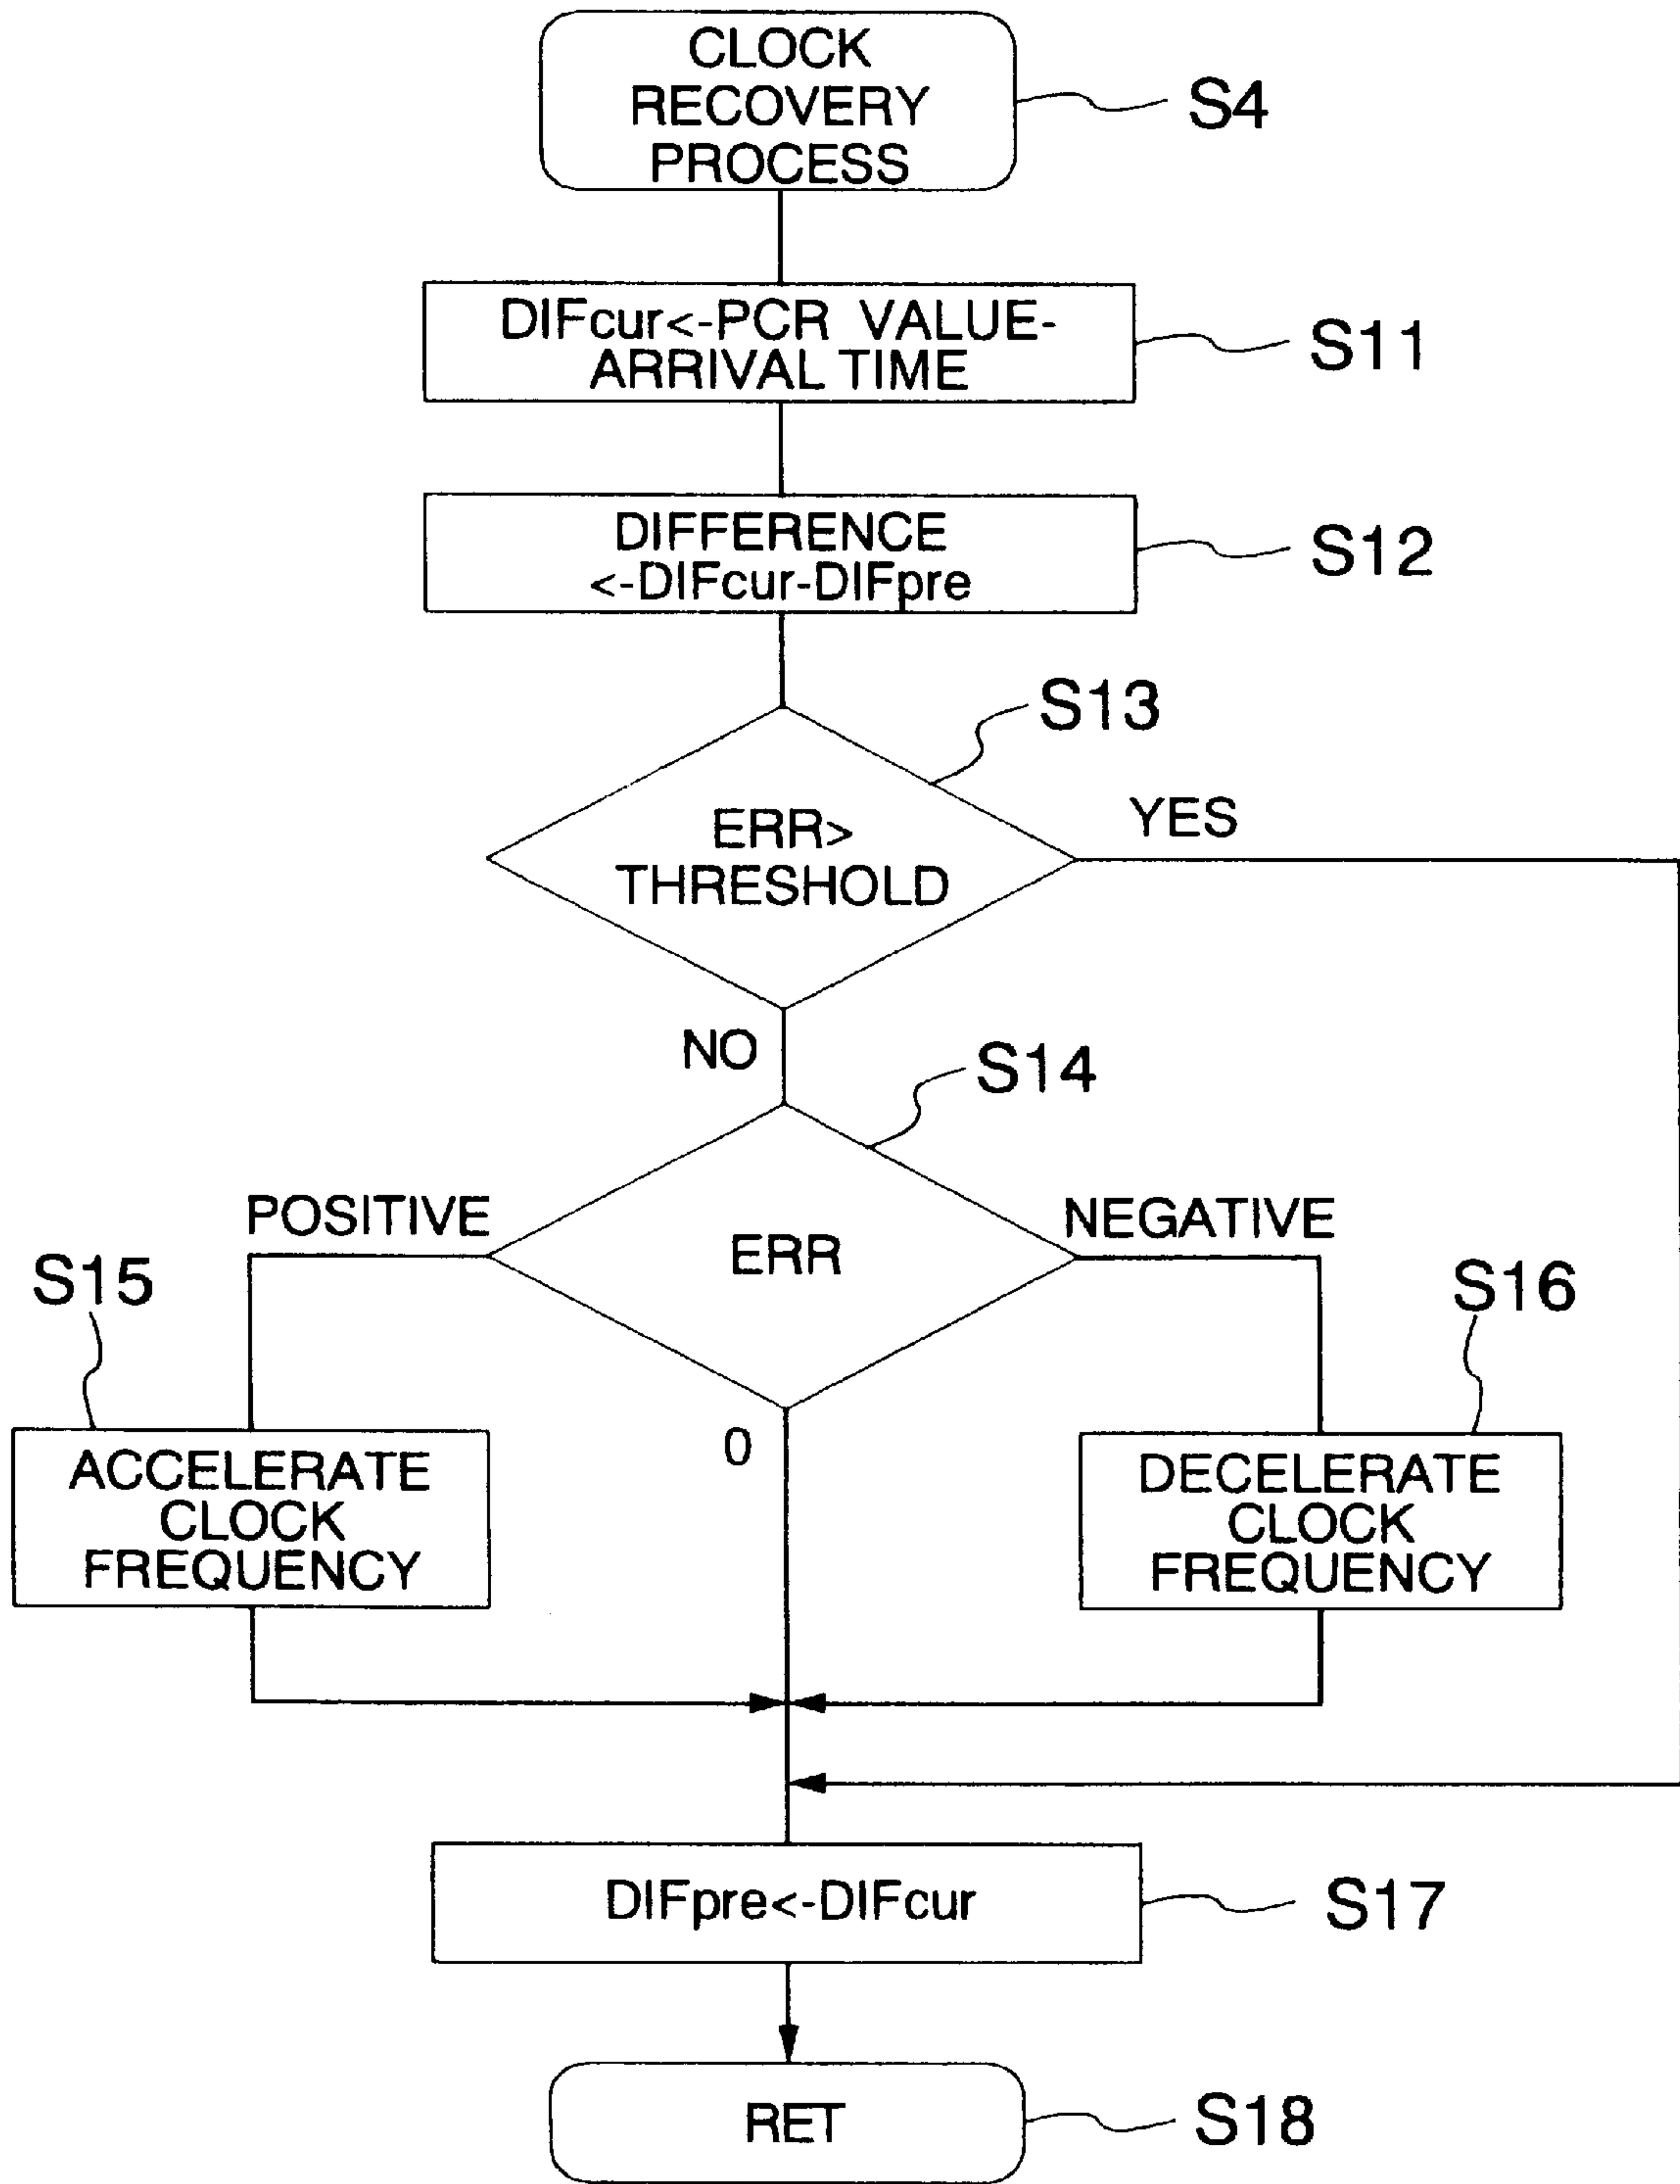 CLOCK
RECOVERY
PROCESS
S4
DIFcur<-PCR VALUE-
ARRIVAL TIME
S11
DIFFERENCE
<-DIFcur-DIFpre
S12
S13
ERR>
THRESHOLD
YES
NO
S14
POSITIVE
ERR
NEGATIVE
S15
S16
0
ACCELERATE
CLOCK
FREQUENCY
DECELERATE
CLOCK
FREQUENCY
DIFpre<-DIFcur
S17
RET
S18